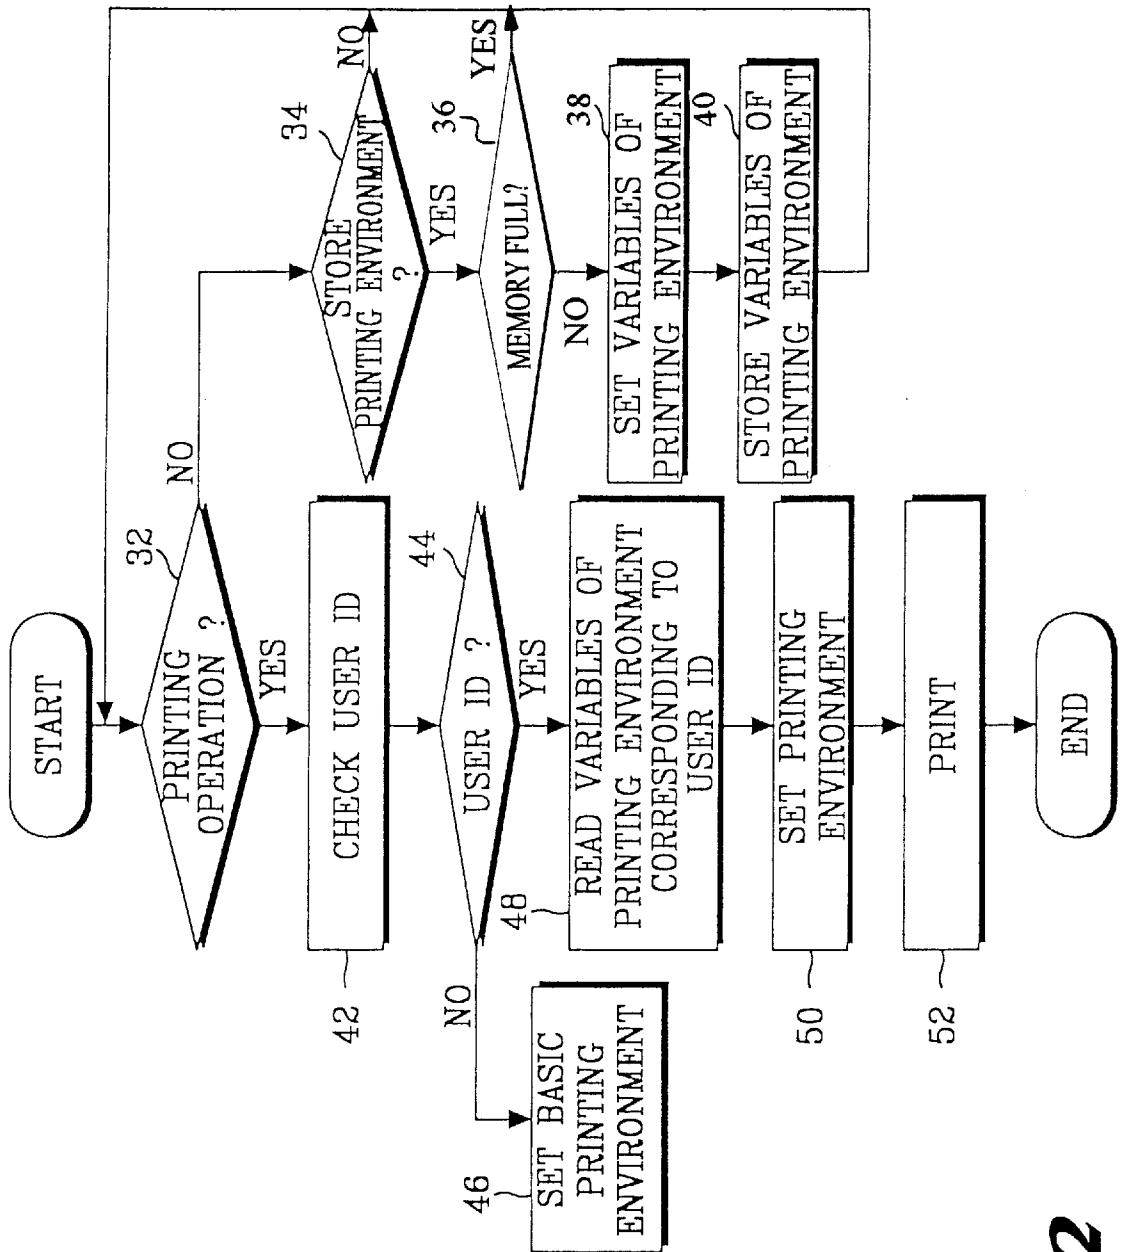 START
32
PRINTING
OPERATION ?
NO
YES
34
STORE
PRINTING ENVIRONMENT
?
NO
YES
36
MEMORY FULL?
YES
NO
38
SET VARIABLES OF
PRINTING ENVIRONMENT
40
STORE VARIABLES OF
PRINTING ENVIRONMENT
42
CHECK USER ID
44
USER ID ?
NO
YES
46
SET BASIC
PRINTING
ENVIRONMENT
48
READ VARIABLES OF
PRINTING ENVIRONMENT
CORRESPONDING TO
USER ID
50
SET PRINTING
ENVIRONMENT
52
PRINT
END
2